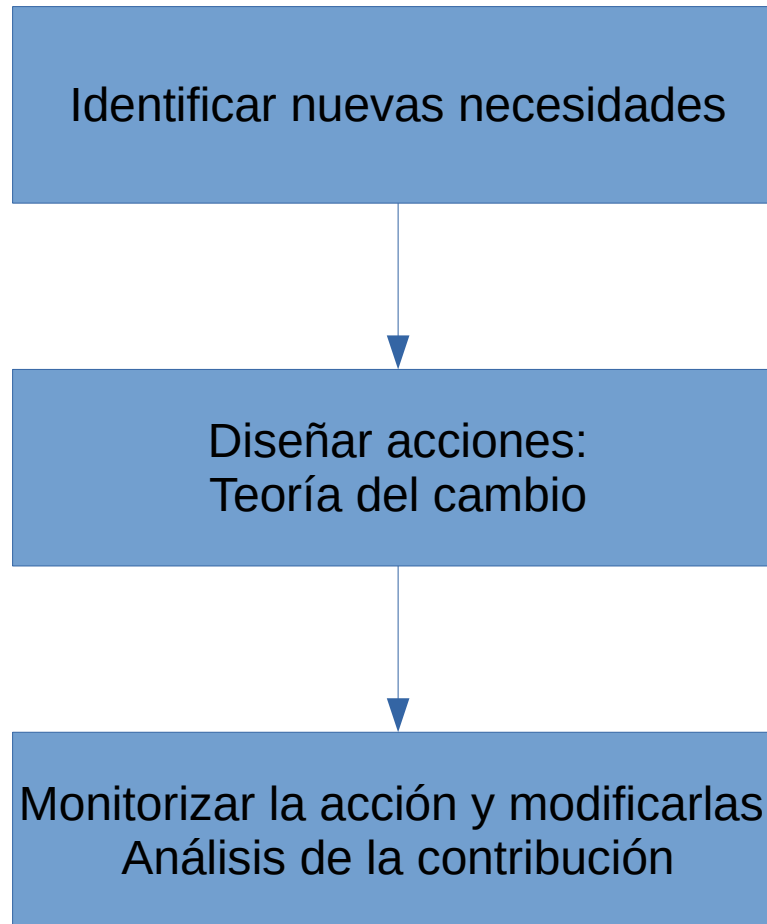 Identificar nuevas necesidades
Diseñar acciones:
Teoría del cambio
Monitorizar la acción y modificarlas
Análisis de la contribución